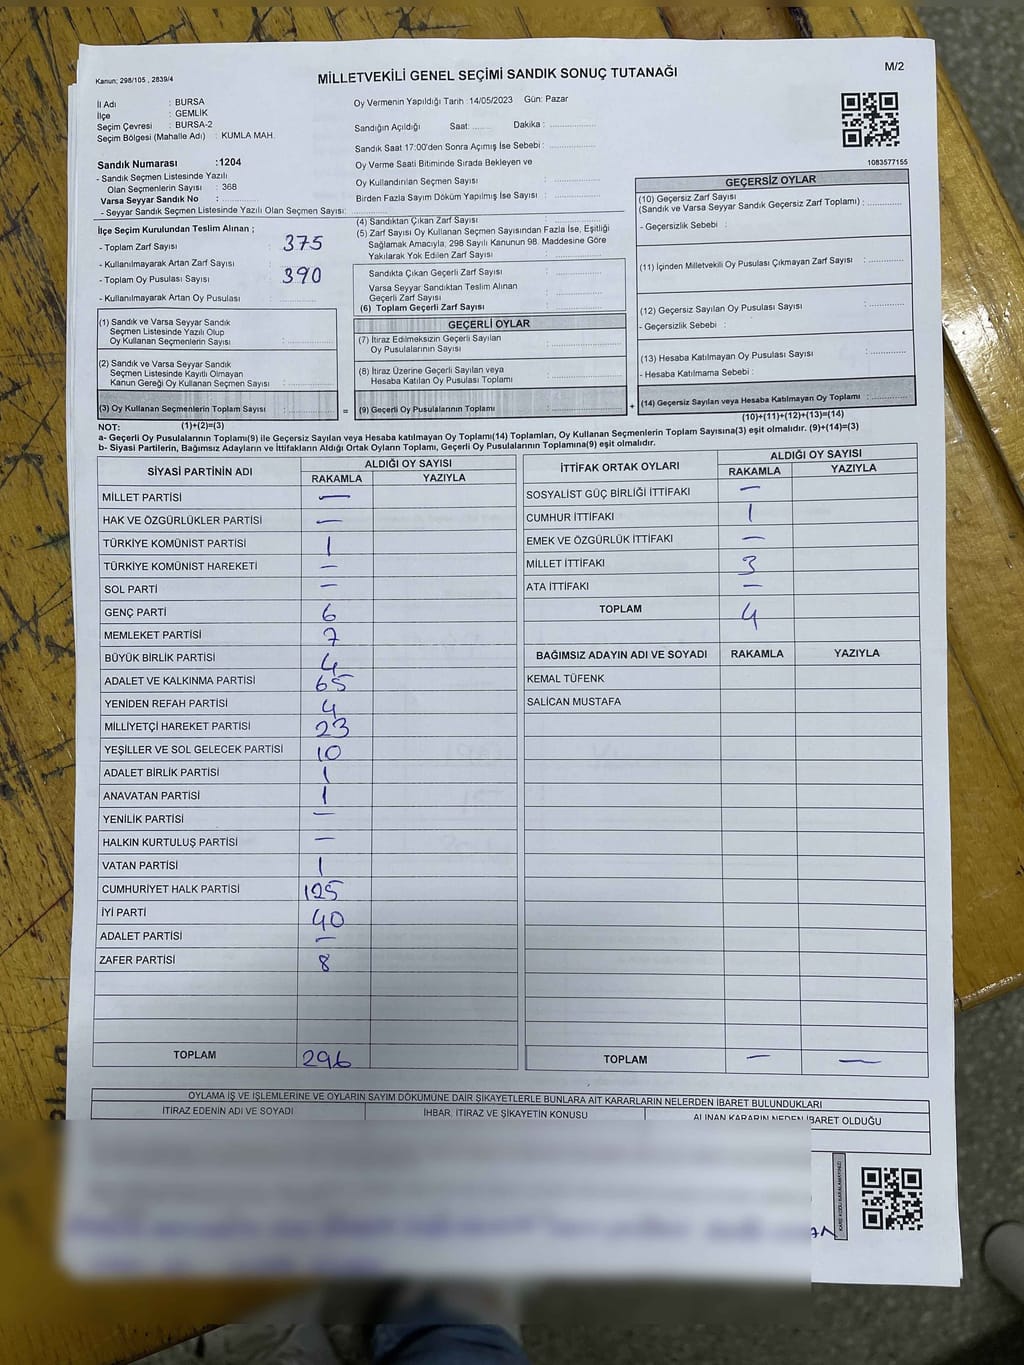 Kanun; 298/105 , 2839/4
MİLLETVEKİLİ GENEL SEÇİMİ SANDIK SONUÇ TUTANAĞI
M/2
İl Adı : BURSA
İlçe : GEMLİK
Seçim Çevresi : BURSA-2
Seçim Bölgesi (Mahalle Adı) : KUMLA MAH.
Sandık Numarası :1204
- Sandık Seçmen Listesinde Yazılı
Olan Seçmenlerin Sayısı : 368
Varsa Seyyar Sandık No :
- Seyyar Sandık Seçmen Listesinde Yazılı Olan Seçmen Sayısı:
İlçe Seçim Kurulundan Teslim Alınan ;
- Toplam Zarf Sayısı 375
- Kullanılmayarak Artan Zarf Sayısı :
- Toplam Oy Pusulası Sayısı 390
- Kullanılmayarak Artan Oy Pusulası :
(1) Sandık ve Varsa Seyyar Sandık
Seçmen Listesinde Yazılı Olup
Oy Kullanan Seçmenlerin Sayısı :
(2) Sandık ve Varsa Seyyar Sandık
Seçmen Listesinde Kayıtlı Olmayan
Kanun Gereği Oy Kullanan Seçmen Sayısı :
(3) Oy Kullanan Seçmenlerin Toplam Sayısı :
Oy Vermenin Yapıldığı Tarih :14/05/2023 Gün: Pazar
Sandığın Açıldığı Saat: Dakika :
Sandık Saat 17:00'den Sonra Açımış İse Sebebi :
Oy Verme Saati Bitiminde Sırada Bekleyen ve
Oy Kullandırılan Seçmen Sayısı :
Birden Fazla Sayım Döküm Yapılmış İse Sayısı :
(4) Sandıktan Çıkan Zarf Sayısı :
(5) Zarf Sayısı Oy Kullanan Seçmen Sayısından Fazla İse, Eşitliği
Sağlamak Amacıyla, 298 Sayılı Kanunun 98. Maddesine Göre
Yakılarak Yok Edilen Zarf Sayısı :
Sandıkta Çıkan Geçerli Zarf Sayısı :
Varsa Seyyar Sandıktan Teslim Alınan
Geçerli Zarf Sayısı :
(6) Toplam Geçerli Zarf Sayısı :
GEÇERLİ OYLAR
(7) İtiraz Edilmeksizin Geçerli Sayılan
Oy Pusulalarının Sayısı :
(8) İtiraz Üzerine Geçerli Sayılan veya
Hesaba Katılan Oy Pusulası Toplamı :
= (9) Geçerli Oy Pusulalarının Toplamı :
1083577155
GEÇERSİZ OYLAR
(10) Geçersiz Zarf Sayısı
(Sandık ve Varsa Seyyar Sandık Geçersiz Zarf Toplamı) :
- Geçersizlik Sebebi :
(11) İçinden Milletvekili Oy Pusulası Çıkmayan Zarf Sayısı :
(12) Geçersiz Sayılan Oy Pusulası Sayısı :
- Geçersizlik Sebebi :
(13) Hesaba Katılmayan Oy Pusulası Sayısı :
- Hesaba Katılmama Sebebi :
+ (14) Geçersiz Sayılan veya Hesaba Katılmayan Oy Toplamı :
NOT: (1)+(2)=(3) (10)+(11)+(12)+(13)=(14)
a- Geçerli Oy Pusulalarının Toplamı(9) ile Geçersiz Sayılan veya Hesaba katılmayan Oy Toplamı(14) Toplamları, Oy Kullanan Seçmenlerin Toplam Sayısına(3) eşit olmalıdır. (9)+(14)=(3)
b- Siyasi Partilerin, Bağımsız Adayların ve İttifakların Aldığı Ortak Oyların Toplamı, Geçerli Oy Pusulalarının Toplamına(9) eşit olmalıdır.
SİYASİ PARTİNİN ADI ALDIĞI OY SAYISI
RAKAMLA YAZIYLA
MİLLET PARTİSİ —
HAK VE ÖZGÜRLÜKLER PARTİSİ —
TÜRKİYE KOMÜNİST PARTİSİ 1
TÜRKİYE KOMÜNİST HAREKETİ —
SOL PARTİ —
GENÇ PARTİ 6
MEMLEKET PARTİSİ 7
BÜYÜK BİRLİK PARTİSİ 4
ADALET VE KALKINMA PARTİSİ 65
YENİDEN REFAH PARTİSİ 4
MİLLİYETÇİ HAREKET PARTİSİ 23
YEŞİLLER VE SOL GELECEK PARTİSİ 10
ADALET BİRLİK PARTİSİ 1
ANAVATAN PARTİSİ 1
YENİLİK PARTİSİ —
HALKIN KURTULUŞ PARTİSİ —
VATAN PARTİSİ 1
CUMHURİYET HALK PARTİSİ 125
İYİ PARTİ 40
ADALET PARTİSİ —
ZAFER PARTİSİ 8
TOPLAM 296
İTTİFAK ORTAK OYLARI ALDIĞI OY SAYISI
RAKAMLA YAZIYLA
SOSYALİST GÜÇ BİRLİĞİ İTTİFAKI —
CUMHUR İTTİFAKI 1
EMEK VE ÖZGÜRLÜK İTTİFAKI —
MİLLET İTTİFAKI 3
ATA İTTİFAKI —
TOPLAM 4
BAĞIMSIZ ADAYIN ADI VE SOYADI RAKAMLA YAZIYLA
KEMAL TÜFENK
SALİCAN MUSTAFA
TOPLAM — —
OYLAMA İŞ VE İŞLEMLERİNE VE OYLARIN SAYIM DÖKÜMÜNE DAİR ŞİKAYETLERLE BUNLARA AİT KARARLARIN NELERDEN İBARET BULUNDUKLARI
İTİRAZ EDENİN ADI VE SOYADI İHBAR, İTİRAZ VE ŞİKAYETİN KONUSU ALINAN KARARIN NEDEN İBARET OLDUĞU